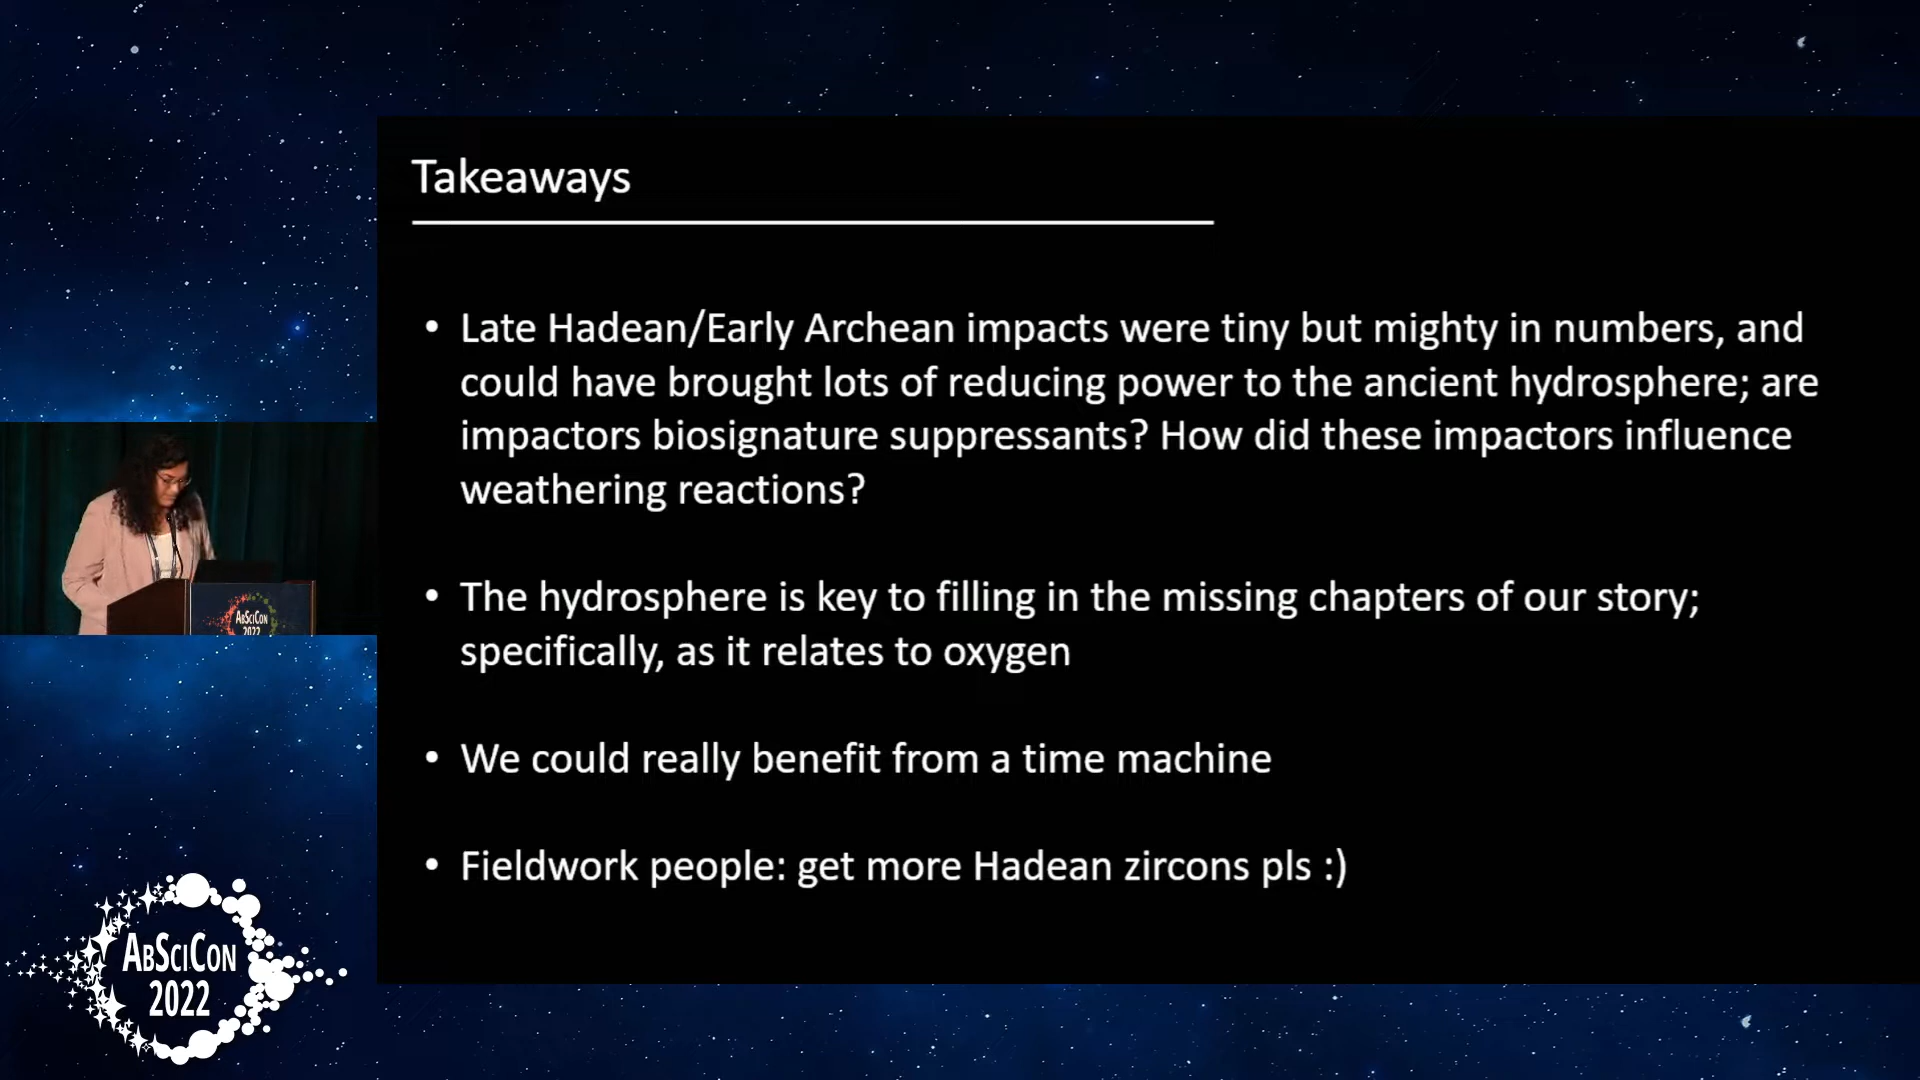 Takeaways
• Late Hadean/Early Archean impacts were tiny but mighty in numbers, and
could have brought lots of reducing power to the ancient hydrosphere; are
impactors biosignature suppressants? How did these impactors influence
weathering reactions?
• The hydrosphere is key to filling in the missing chapters of our story;
specifically, as it relates to oxygen
• We could really benefit from a time machine
• Fieldwork people: get more Hadean zircons pls :)
ABSCICON
2022
ABSCICON
2022